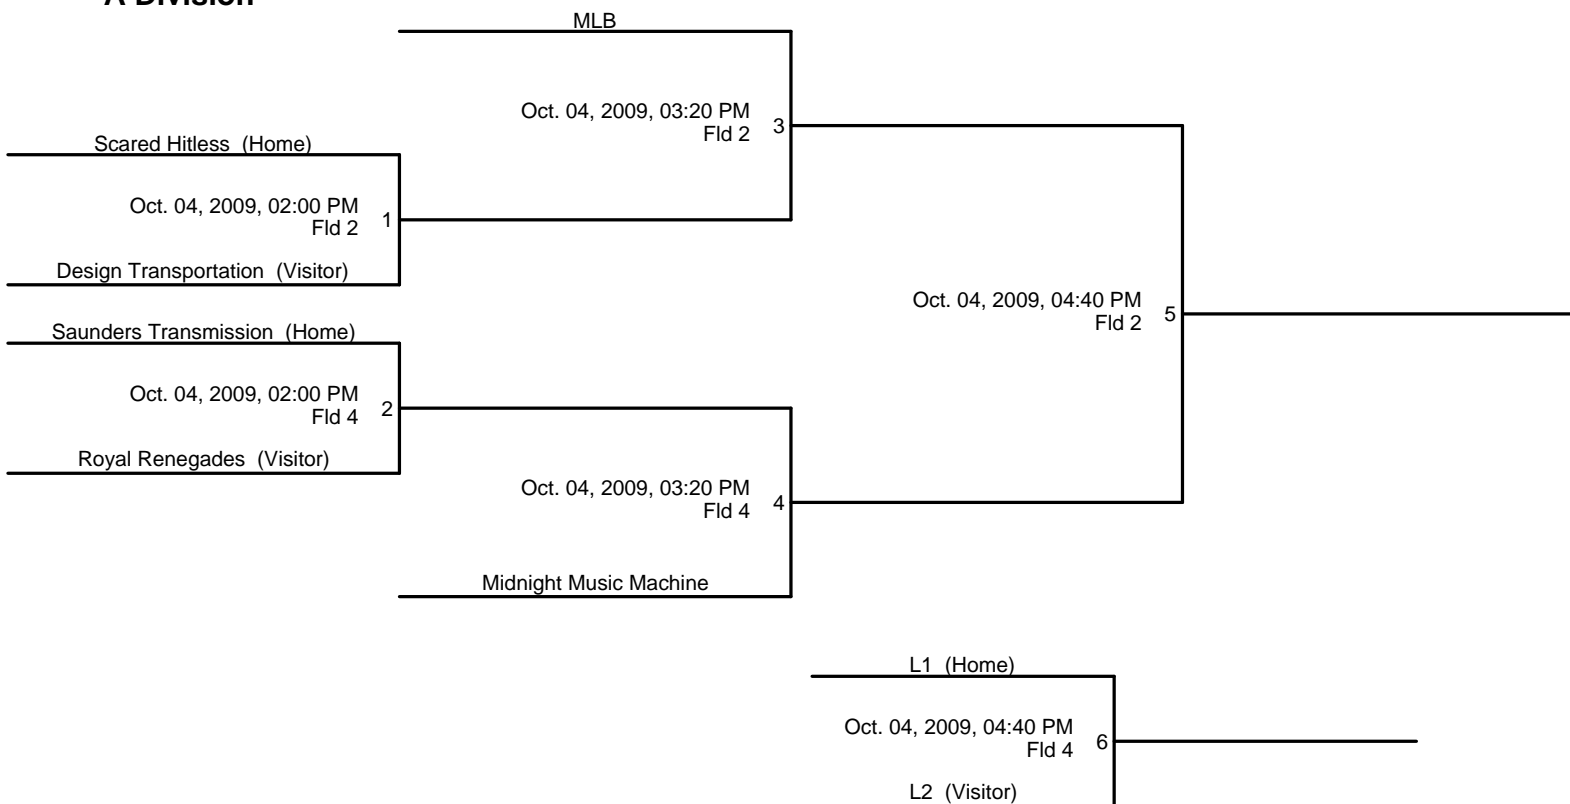 A Division
MLB
Oct. 04, 2009, 03:20 PM
Fld 2
3
Scared Hitless (Home)
Oct. 04, 2009, 02:00 PM
Fld 2
1
Design Transportation (Visitor)
Oct. 04, 2009, 04:40 PM
Fld 2
5
Saunders Transmission (Home)
Oct. 04, 2009, 02:00 PM
Fld 4
2
Royal Renegades (Visitor)
Oct. 04, 2009, 03:20 PM
Fld 4
4
Midnight Music Machine
L1 (Home)
Oct. 04, 2009, 04:40 PM
Fld 4
6
L2 (Visitor)